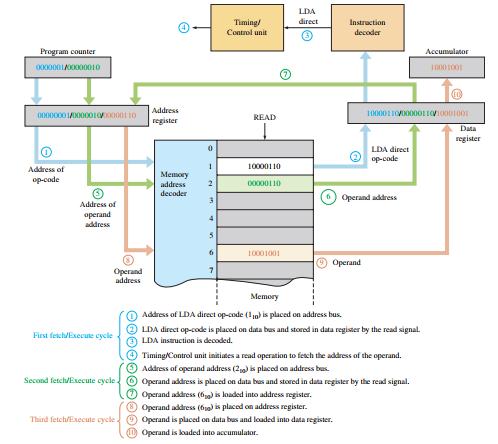 LDA
direct
Timing/
Control unit
Instruction
decoder
4
3
Program counter
Accumulator
0000001/00000010
10001001
7
10
00000001/0000010/00000110
Address
register
READ
10000110/00000110/10001001
Data
register
1
Address of
op-code
2
LDA direct
op-code
Memory
address
decoder
0
1
10000110
2
00000110
3
4
5
6
10001001
7
5
Address of
operand
address
6 Operand address
8
Operand
address
9 Operand
Memory
First fetch/Execute cycle
1 Address of LDA direct op-code (1₁₀) is placed on address bus.
2 LDA direct op-code is placed on data bus and stored in data register by the read signal.
3 LDA instruction is decoded.
4 Timing/Control unit initiates a read operation to fetch the address of the operand.
Second fetch/Execute cycle
5 Address of operand address (2₁₀) is placed on address bus.
6 Operand address is placed on data bus and stored in data register by the read signal.
7 Operand address (6₁₀) is loaded into address register.
Third fetch/Execute cycle
8 Operand address (6₁₀) is placed on address register.
9 Operand is placed on data bus and loaded into data register.
10 Operand is loaded into accumulator.